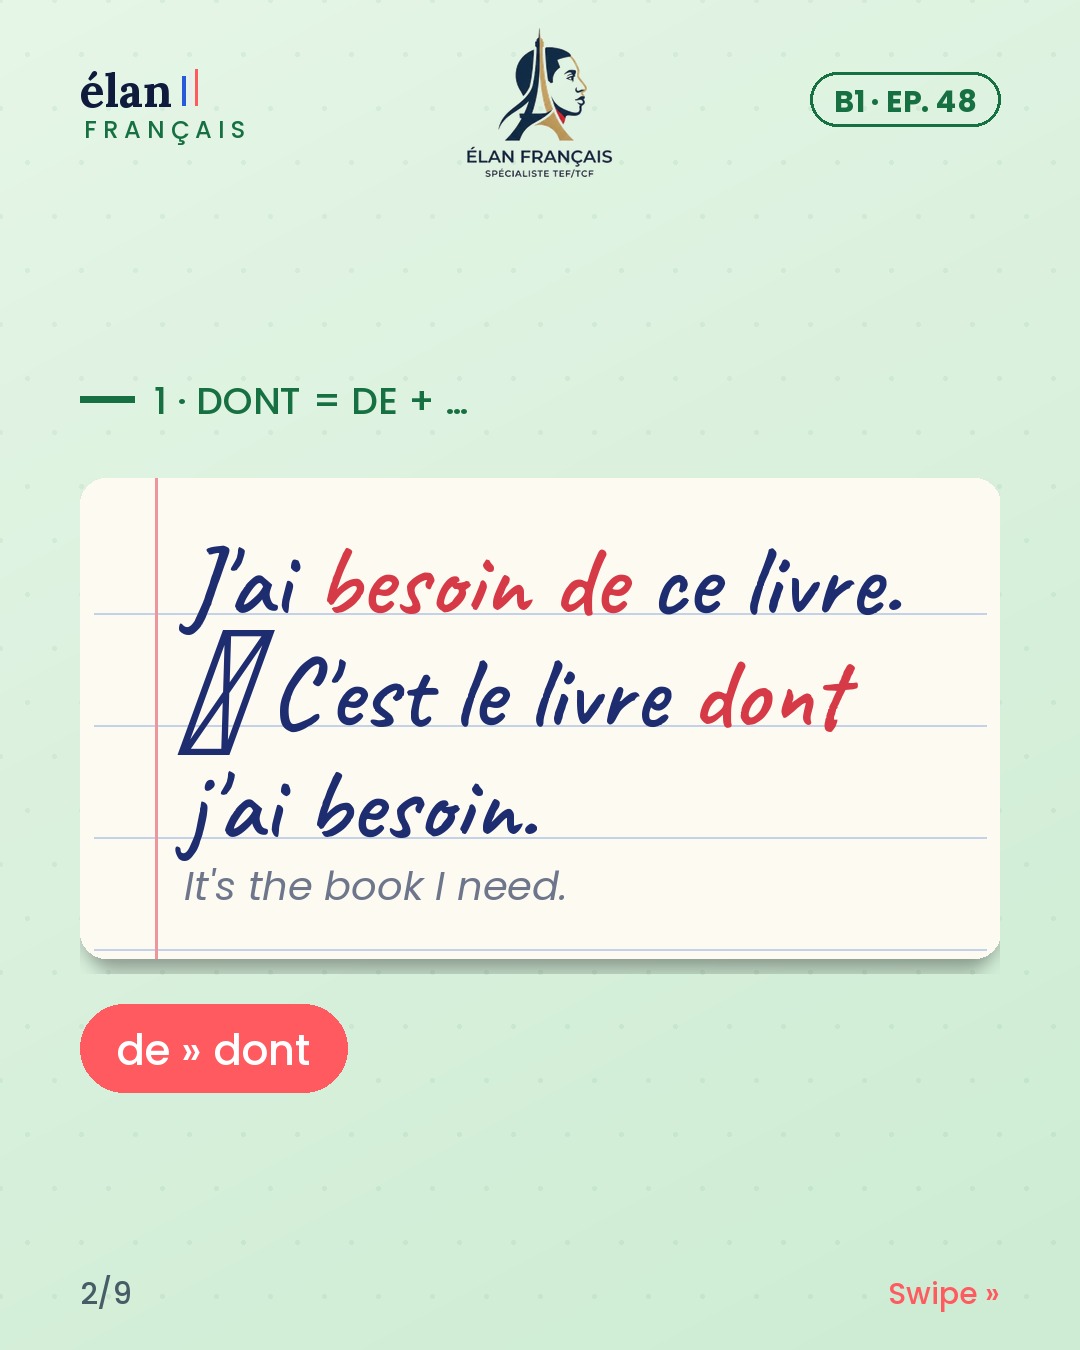 élan
FRANÇAIS
ÉLAN FRANÇAIS
SPÉCIALISTE TEF/TCF
B1 · EP. 48
1 · DONT = DE + ...
J'ai besoin de ce livre.
C'est le livre dont
j'ai besoin.
It's the book I need.
de » dont
2/9
Swipe »